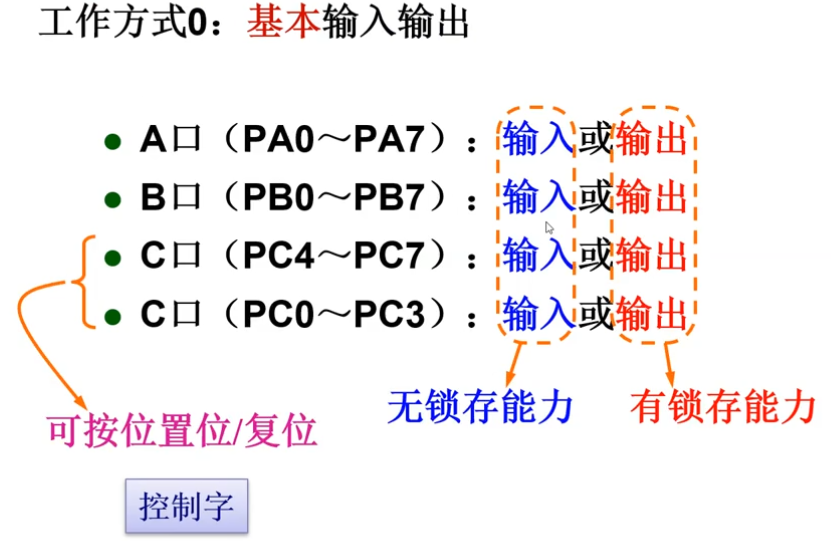 工作方式0：基本输入输出
A口（PA0～PA7）：输入或输出
B口（PB0～PB7）：输入或输出
C口（PC4～PC7）：输入或输出
C口（PC0～PC3）：输入或输出
无锁存能力 有锁存能力
可按位置位/复位
控制字